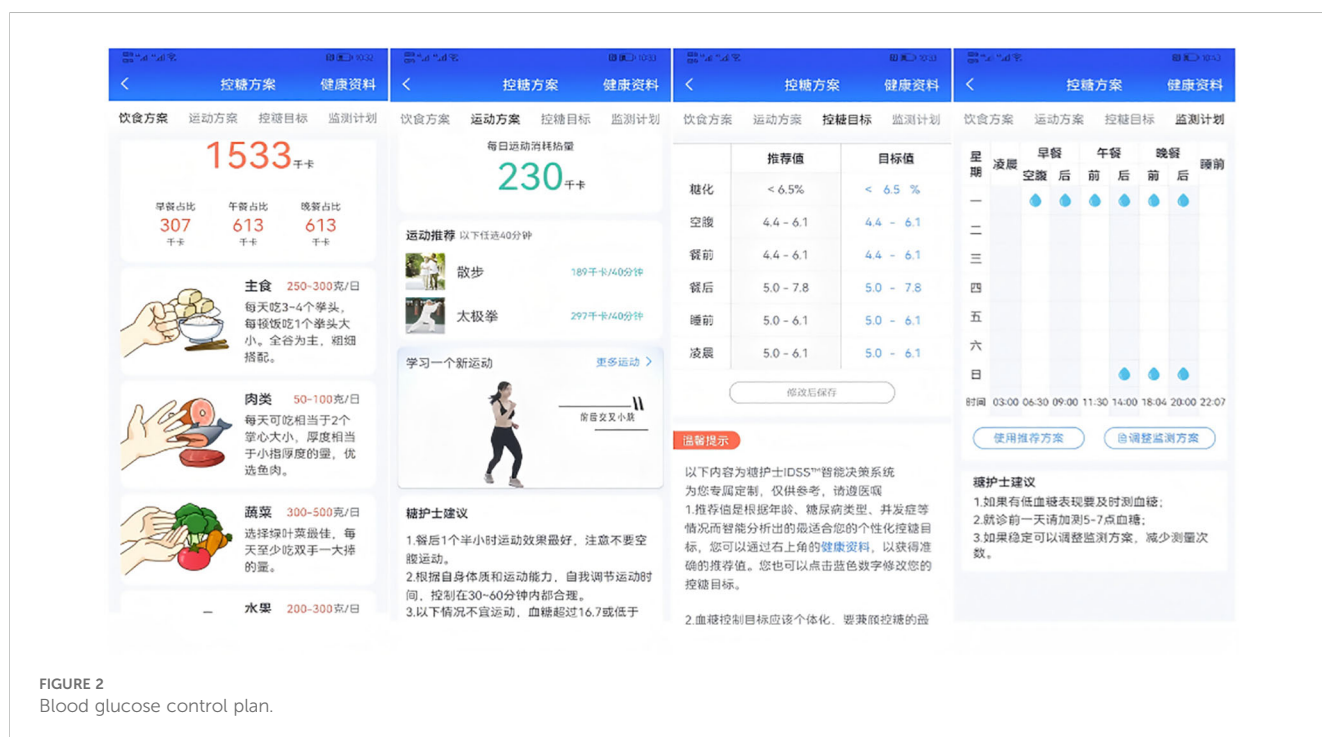 10:33
控糖方案
健康资料
饮食方案 运动方案 控糖目标 监测计划
1533千卡
早餐占比 午餐占比 晚餐占比
307 613 613
千卡 千卡 千卡
主食 250-300克/日
每天吃3-4个拳头，
每顿饭吃1个拳头大
小。全谷为主，粗细
搭配。
肉类 50-100克/日
每天可吃相当于2个
掌心大小，厚度相当
于小指厚度的量，优
选鱼肉。
蔬菜 300-500克/日
选择绿叶菜最佳，每
天至少吃双手一大捧
的量。
水果 200-300克/日
控糖方案
健康资料
饮食方案 运动方案 控糖目标 监测计划
每日运动消耗热量
230千卡
运动推荐 以下任选40分钟
散步 189千卡/40分钟
太极拳 297千卡/40分钟
学习一个新运动 更多运动 >
糖护士建议
1.餐后1个半小时运动效果最好，注意不要空
腹运动。
2.根据自身体质和运动能力，自我调节运动时
间，控制在30~60分钟内都合理。
3.以下情况不宜运动，血糖超过16.7或低于
控糖方案
健康资料
饮食方案 运动方案 控糖目标 监测计划
推荐值 目标值
糖化 < 6.5% < 6.5 %
空腹 4.4 - 6.1 4.4 - 6.1
餐前 4.4 - 6.1 4.4 - 6.1
餐后 5.0 - 7.8 5.0 - 7.8
睡前 5.0 - 6.1 5.0 - 6.1
凌晨 5.0 - 6.1 5.0 - 6.1
修改后保存
温馨提示
以下内容为糖护士IDSS™智能决策系统
为您专属定制，仅供参考，请遵医嘱
1.推荐值是根据年龄、糖尿病类型、并发症等
情况而智能分析出的最适合您的个性化控糖目
标，您可以通过右上角的健康资料，以获得准
确的推荐值。您也可以点击蓝色数字修改您的
控糖目标。
2.血糖控制目标应该个体化，要兼顾控糖的最
控糖方案
健康资料
饮食方案 运动方案 控糖目标 监测计划
星期 凌晨 早餐 午餐 晚餐 睡前
空腹 后 前 后 前 后
一
二
三
四
五
六
日
时间 03:00 06:30 09:00 11:30 14:00 18:04 20:00 22:07
使用推荐方案
调整监测方案
糖护士建议
1.如果有低血糖表现要及时测血糖；
2.就诊前一天请加测5-7点血糖；
3.如果稳定可以调整监测方案，减少测量次
数。
FIGURE 2
Blood glucose control plan.